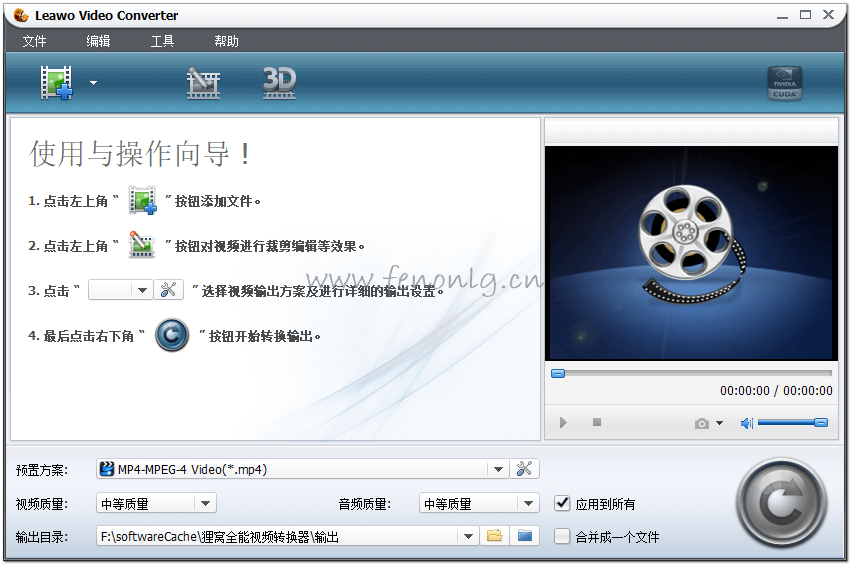 Leawo Video Converter
文件 编辑 工具 帮助
3D
NVIDIA
CUDA
使用与操作向导！
1. 点击左上角 “ ” 按钮添加文件。
2. 点击左上角 “ ” 按钮对视频进行裁剪编辑等效果。
www.fenonlg.cn
3. 点击 “ ” 选择视频输出方案及进行详细的输出设置。
4. 最后点击右下角 “ ” 按钮开始转换输出。
00:00:00 / 00:00:00
预置方案: MP4-MPEG-4 Video(*.mp4)
视频质量: 中等质量 音频质量: 中等质量 应用到所有
输出目录: F:\softwareCache\狸窝全能视频转换器\输出 合并成一个文件